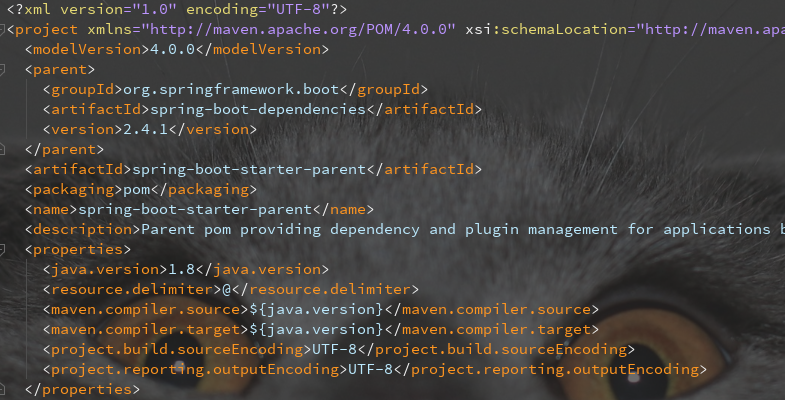 <?xml version="1.0" encoding="UTF-8"?>
<project xmlns="http://maven.apache.org/POM/4.0.0" xsi:schemaLocation="http://maven.apa
<modelVersion>4.0.0</modelVersion>
<parent>
<groupId>org.springframework.boot</groupId>
<artifactId>spring-boot-dependencies</artifactId>
<version>2.4.1</version>
</parent>
<artifactId>spring-boot-starter-parent</artifactId>
<packaging>pom</packaging>
<name>spring-boot-starter-parent</name>
<description>Parent pom providing dependency and plugin management for applications b
<properties>
<java.version>1.8</java.version>
<resource.delimiter>@</resource.delimiter>
<maven.compiler.source>${java.version}</maven.compiler.source>
<maven.compiler.target>${java.version}</maven.compiler.target>
<project.build.sourceEncoding>UTF-8</project.build.sourceEncoding>
<project.reporting.outputEncoding>UTF-8</project.reporting.outputEncoding>
</properties>